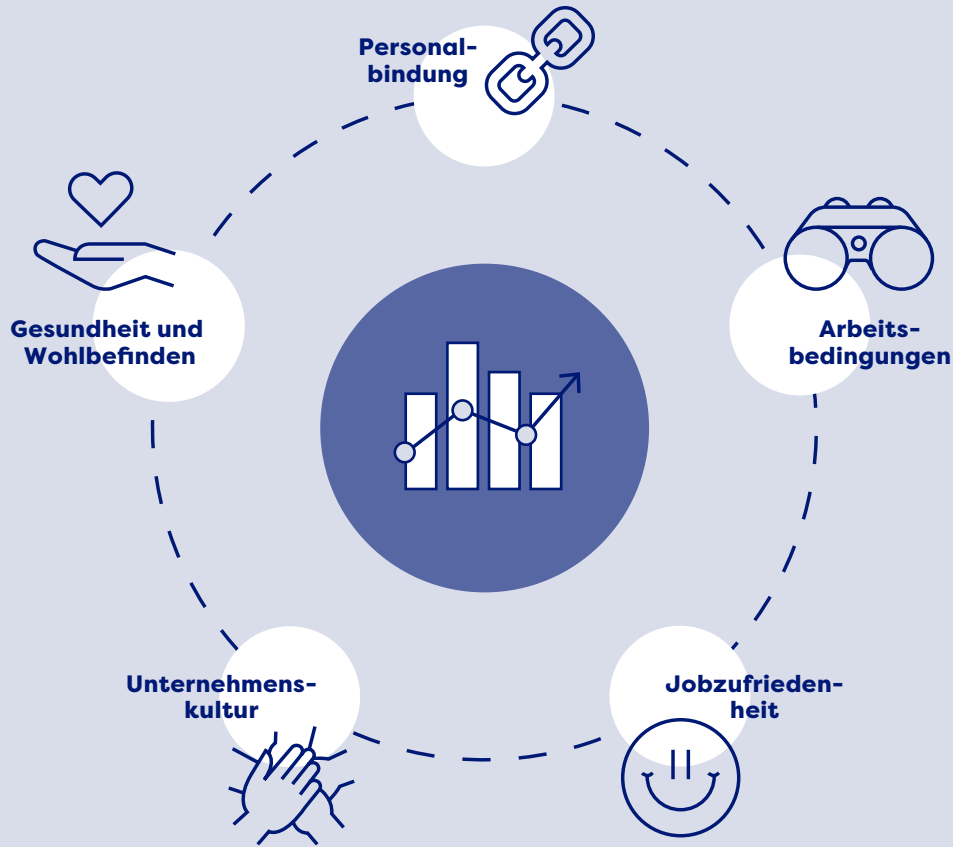 Personal-
bindung
Gesundheit und
Wohlbefinden
Arbeits-
bedingungen
Unternehmens-
kultur
Jobzufrieden-
heit